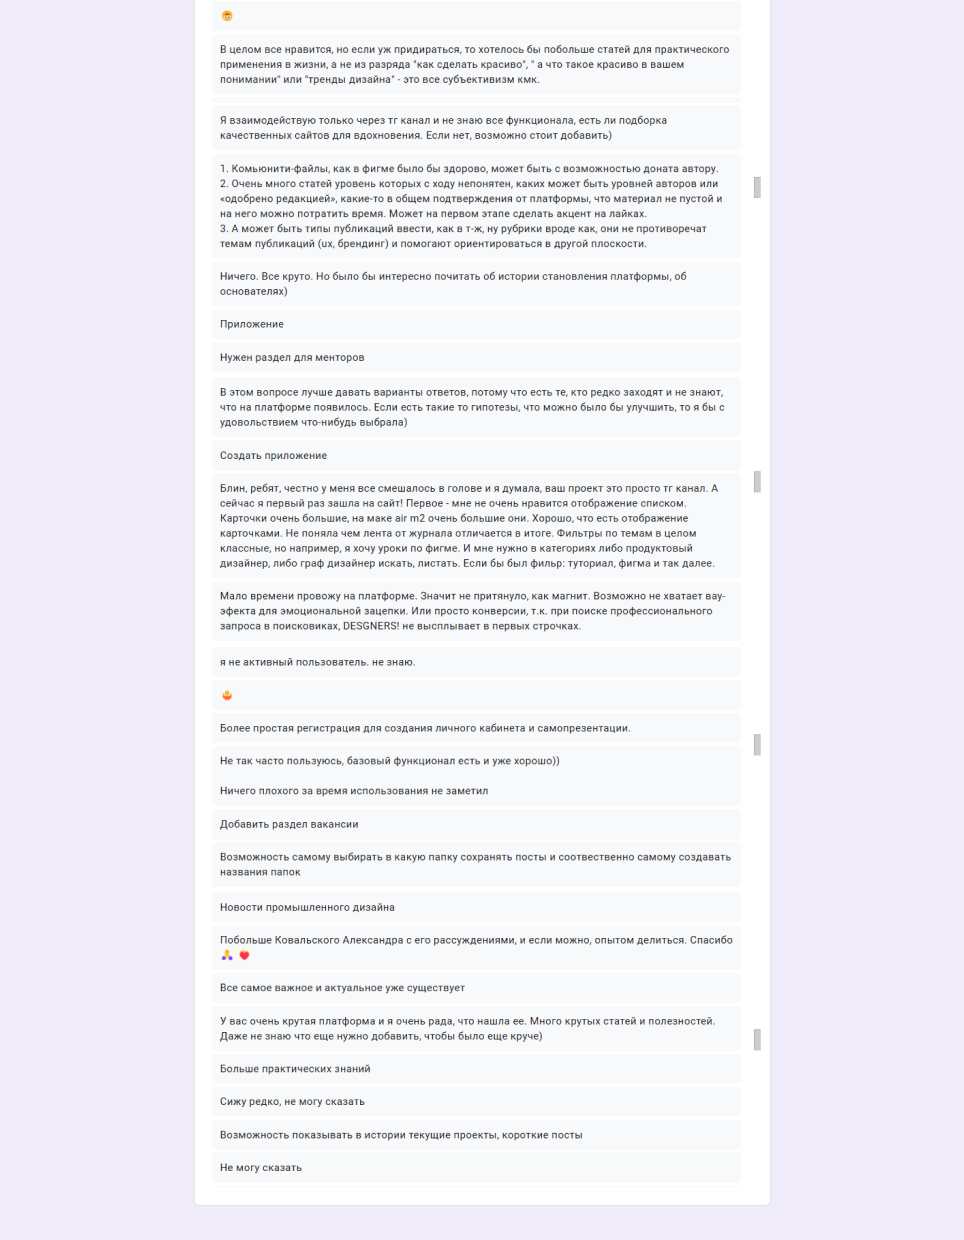 В целом все нравится, но если уж придираться, то хотелось бы побольше статей для практического
применения в жизни, а не из разряда "как сделать красиво", " а что такое красиво в вашем
понимании" или "тренды дизайна" - это все субъективизм кмк.
Я взаимодействую только через тг канал и не знаю все функционала, есть ли подборка
качественных сайтов для вдохновения. Если нет, возможно стоит добавить)
1. Комьюнити-файлы, как в фигме было бы здорово, может быть с возможностью доната автору.
2. Очень много статей уровень которых с ходу непонятен, каких может быть уровней авторов или
«одобрено редакцией», какие-то в общем подтверждения от платформы, что материал не пустой и
на него можно потратить время. Может на первом этапе сделать акцент на лайках.
3. А может быть типы публикаций ввести, как в т-ж, ну рубрики вроде как, они не противоречат
темам публикаций (ux, брендинг) и помогают ориентироваться в другой плоскости.
Ничего. Все круто. Но было бы интересно почитать об истории становления платформы, об
основателях)
Приложение
Нужен раздел для менторов
В этом вопросе лучше давать варианты ответов, потому что есть те, кто редко заходят и не знают,
что на платформе появилось. Если есть такие то гипотезы, что можно было бы улучшить, то я бы с
удовольствием что-нибудь выбрала)
Создать приложение
Блин, ребят, честно у меня все смешалось в голове и я думала, ваш проект это просто тг канал. А
сейчас я первый раз зашла на сайт! Первое - мне не очень нравится отображение списком.
Карточки очень большие, на маке air m2 очень большие они. Хорошо, что есть отображение
карточками. Не поняла чем лента от журнала отличается в итоге. Фильтры по темам в целом
классные, но например, я хочу уроки по фигме. И мне нужно в категориях либо продуктовый
дизайнер, либо граф дизайнер искать, листать. Если бы был фильр: туториал, фигма и так далее.
Мало времени провожу на платформе. Значит не притянуло, как магнит. Возможно не хватает вау-
эфекта для эмоциональной зацепки. Или просто конверсии, т.к. при поиске профессионального
запроса в поисковиках, DESGNERS! не всплывает в первых строчках.
я не активный пользователь. не знаю.
Более простая регистрация для создания личного кабинета и самопрезентации.
Не так часто пользуюсь, базовый функционал есть и уже хорошо))
Ничего плохого за время использования не заметил
Добавить раздел вакансии
Возможность самому выбирать в какую папку сохранять посты и соотвественно самому создавать
названия папок
Новости промышленного дизайна
Побольше Ковальского Александра с его рассуждениями, и если можно, опытом делиться. Спасибо
Все самое важное и актуальное уже существует
У вас очень крутая платформа и я очень рада, что нашла ее. Много крутых статей и полезностей.
Даже не знаю что еще нужно добавить, чтобы было еще круче)
Больше практических знаний
Сижу редко, не могу сказать
Возможность показывать в истории текущие проекты, короткие посты
Не могу сказать